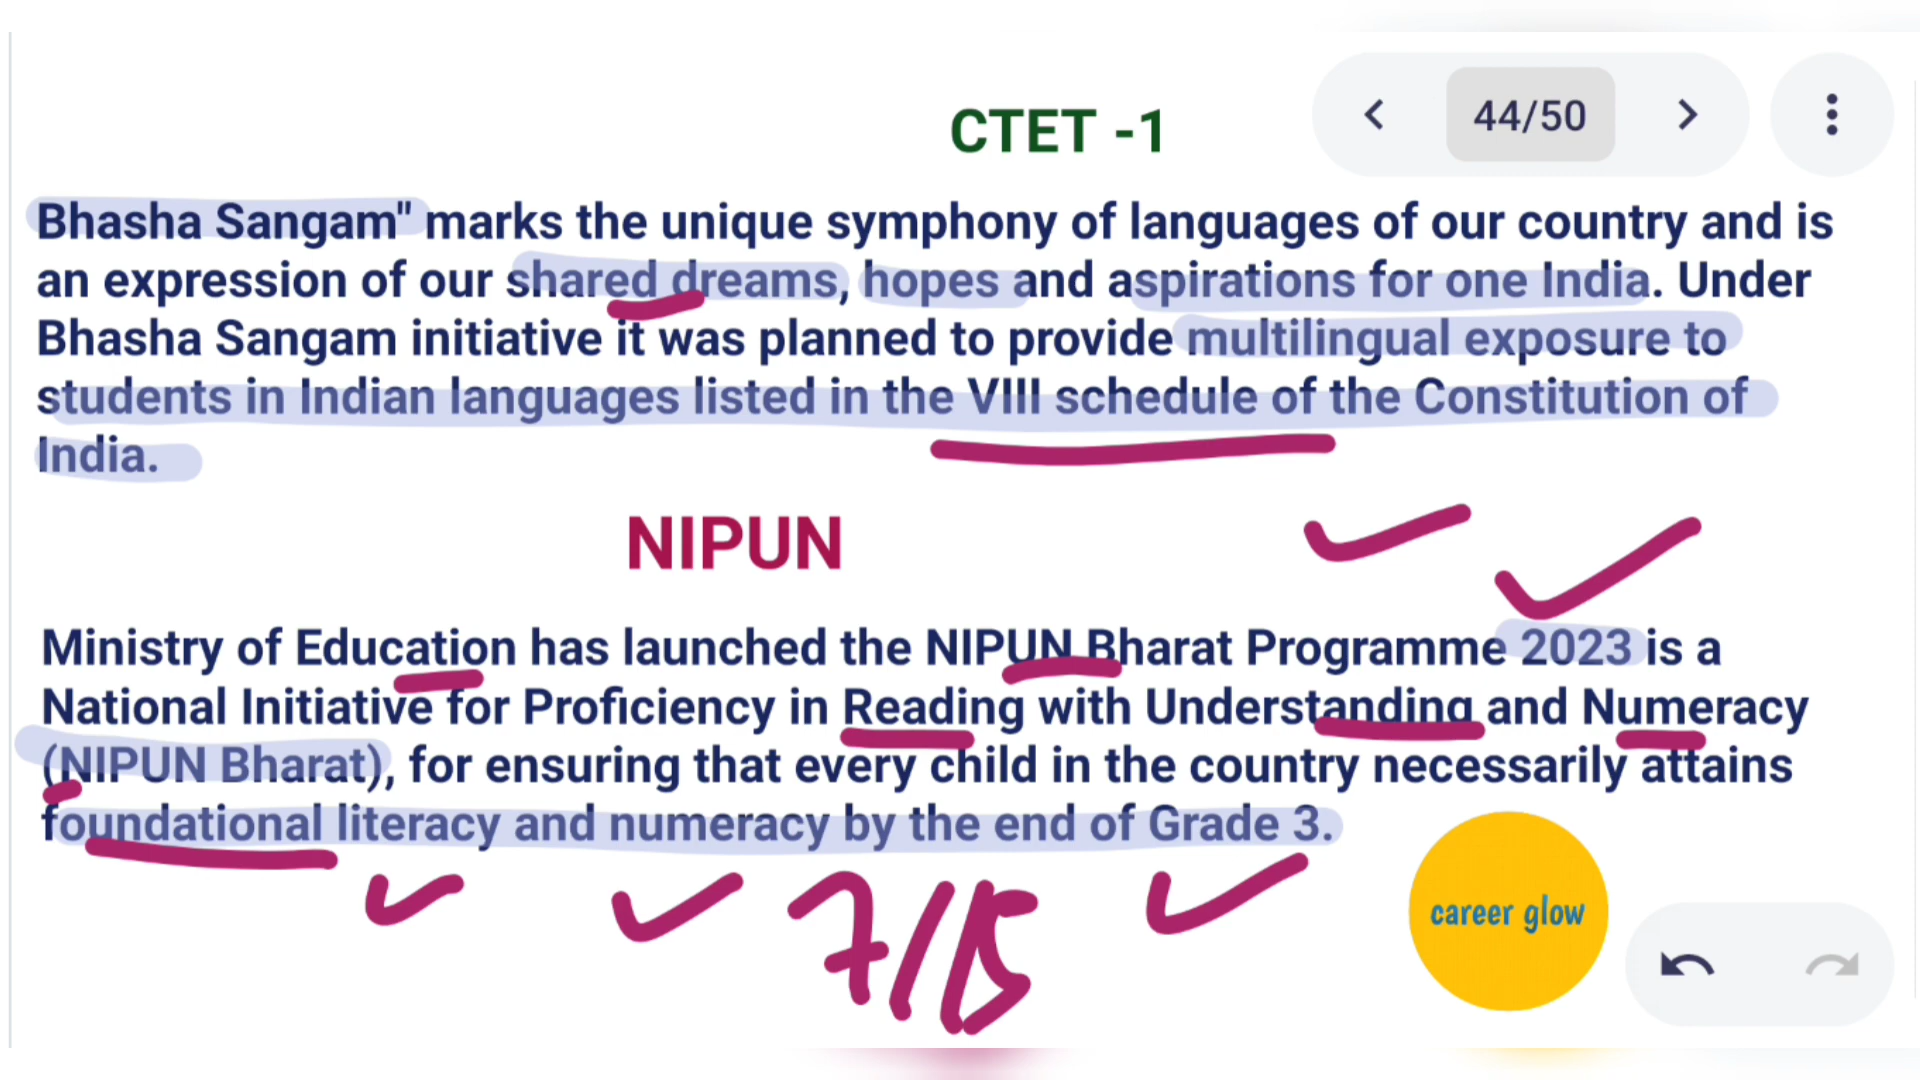 CTET -1
44/50
Bhasha Sangam" marks the unique symphony of languages of our country and is
an expression of our shared dreams, hopes and aspirations for one India. Under
Bhasha Sangam initiative it was planned to provide multilingual exposure to
students in Indian languages listed in the VIII schedule of the Constitution of
India.
NIPUN
Ministry of Education has launched the NIPUN Bharat Programme 2023 is a
National Initiative for Proficiency in Reading with Understanding and Numeracy
(NIPUN Bharat), for ensuring that every child in the country necessarily attains
foundational literacy and numeracy by the end of Grade 3.
7/15
career glow